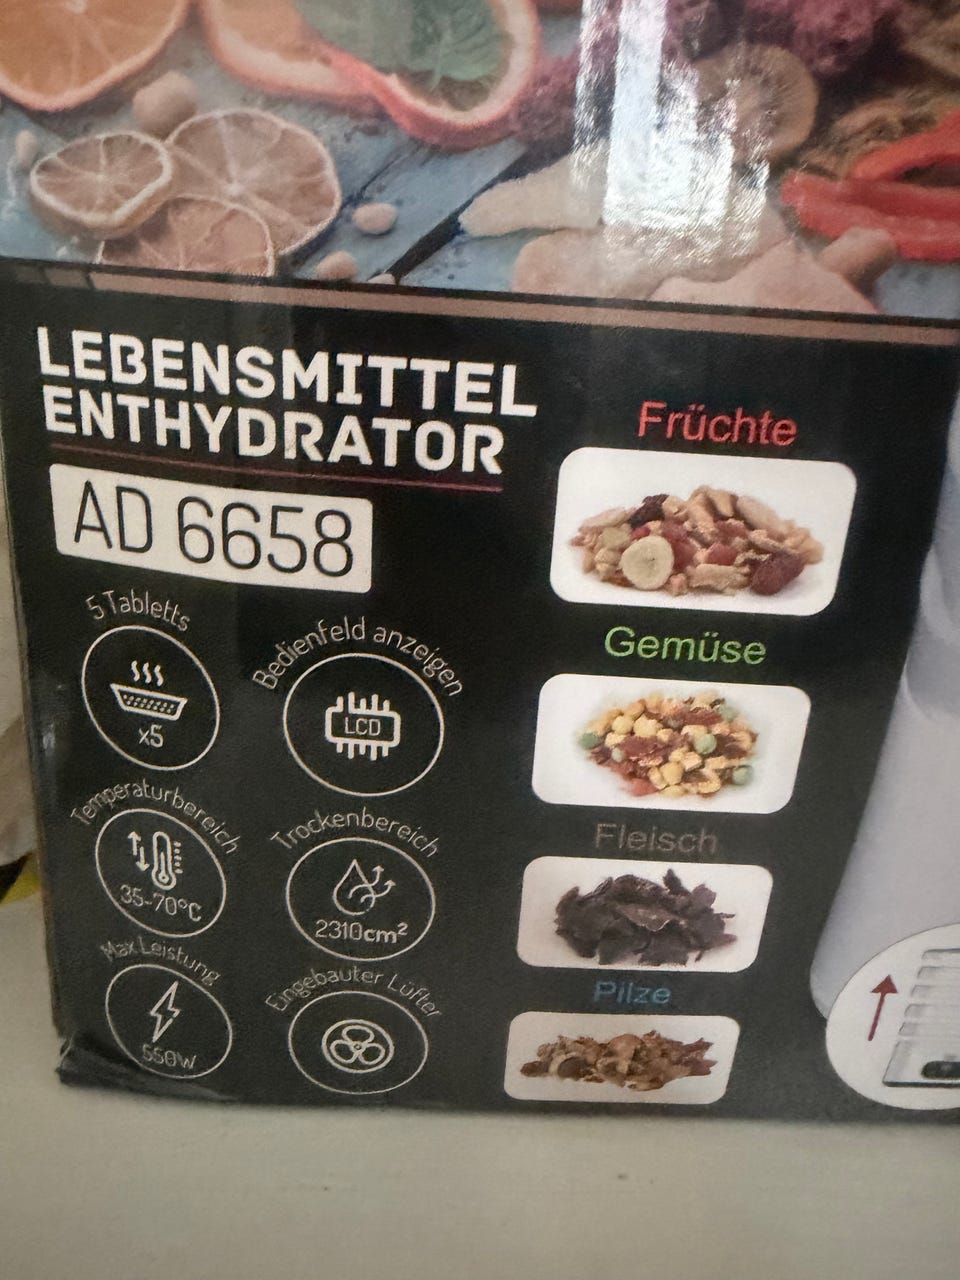 LEBENSMITTEL
ENTHYDRATOR
AD 6658
5 Tabletts
x5
Bedienfeld anzeigen
LCD
Temperaturbereich
35-70°C
Trockenbereich
2310cm²
Max Leistung
550W
Eingebauter Lüfter
Früchte
Gemüse
Fleisch
Pilze